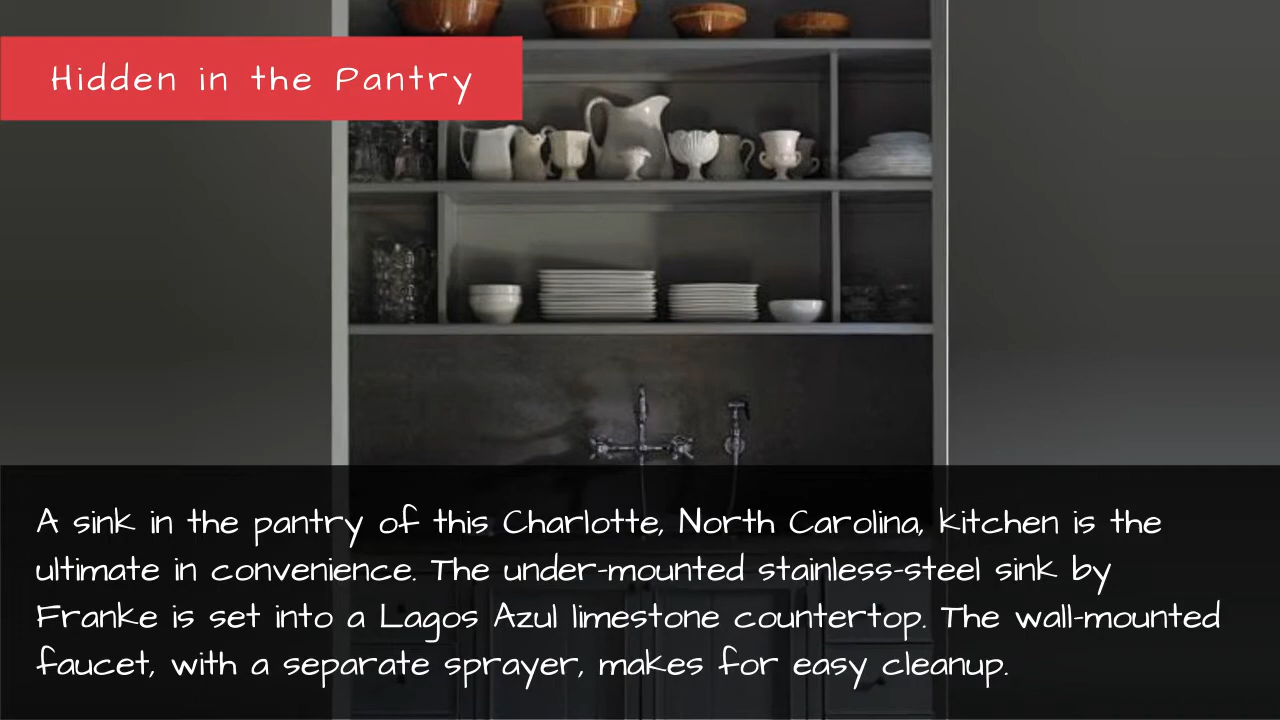 Hidden in the Pantry
A sink in the pantry of this Charlotte, North Carolina, kitchen is the
ultimate in convenience. The under-mounted stainless-steel sink by
Franke is set into a Lagos Azul limestone countertop. The wall-mounted
faucet, with a separate sprayer, makes for easy cleanup.